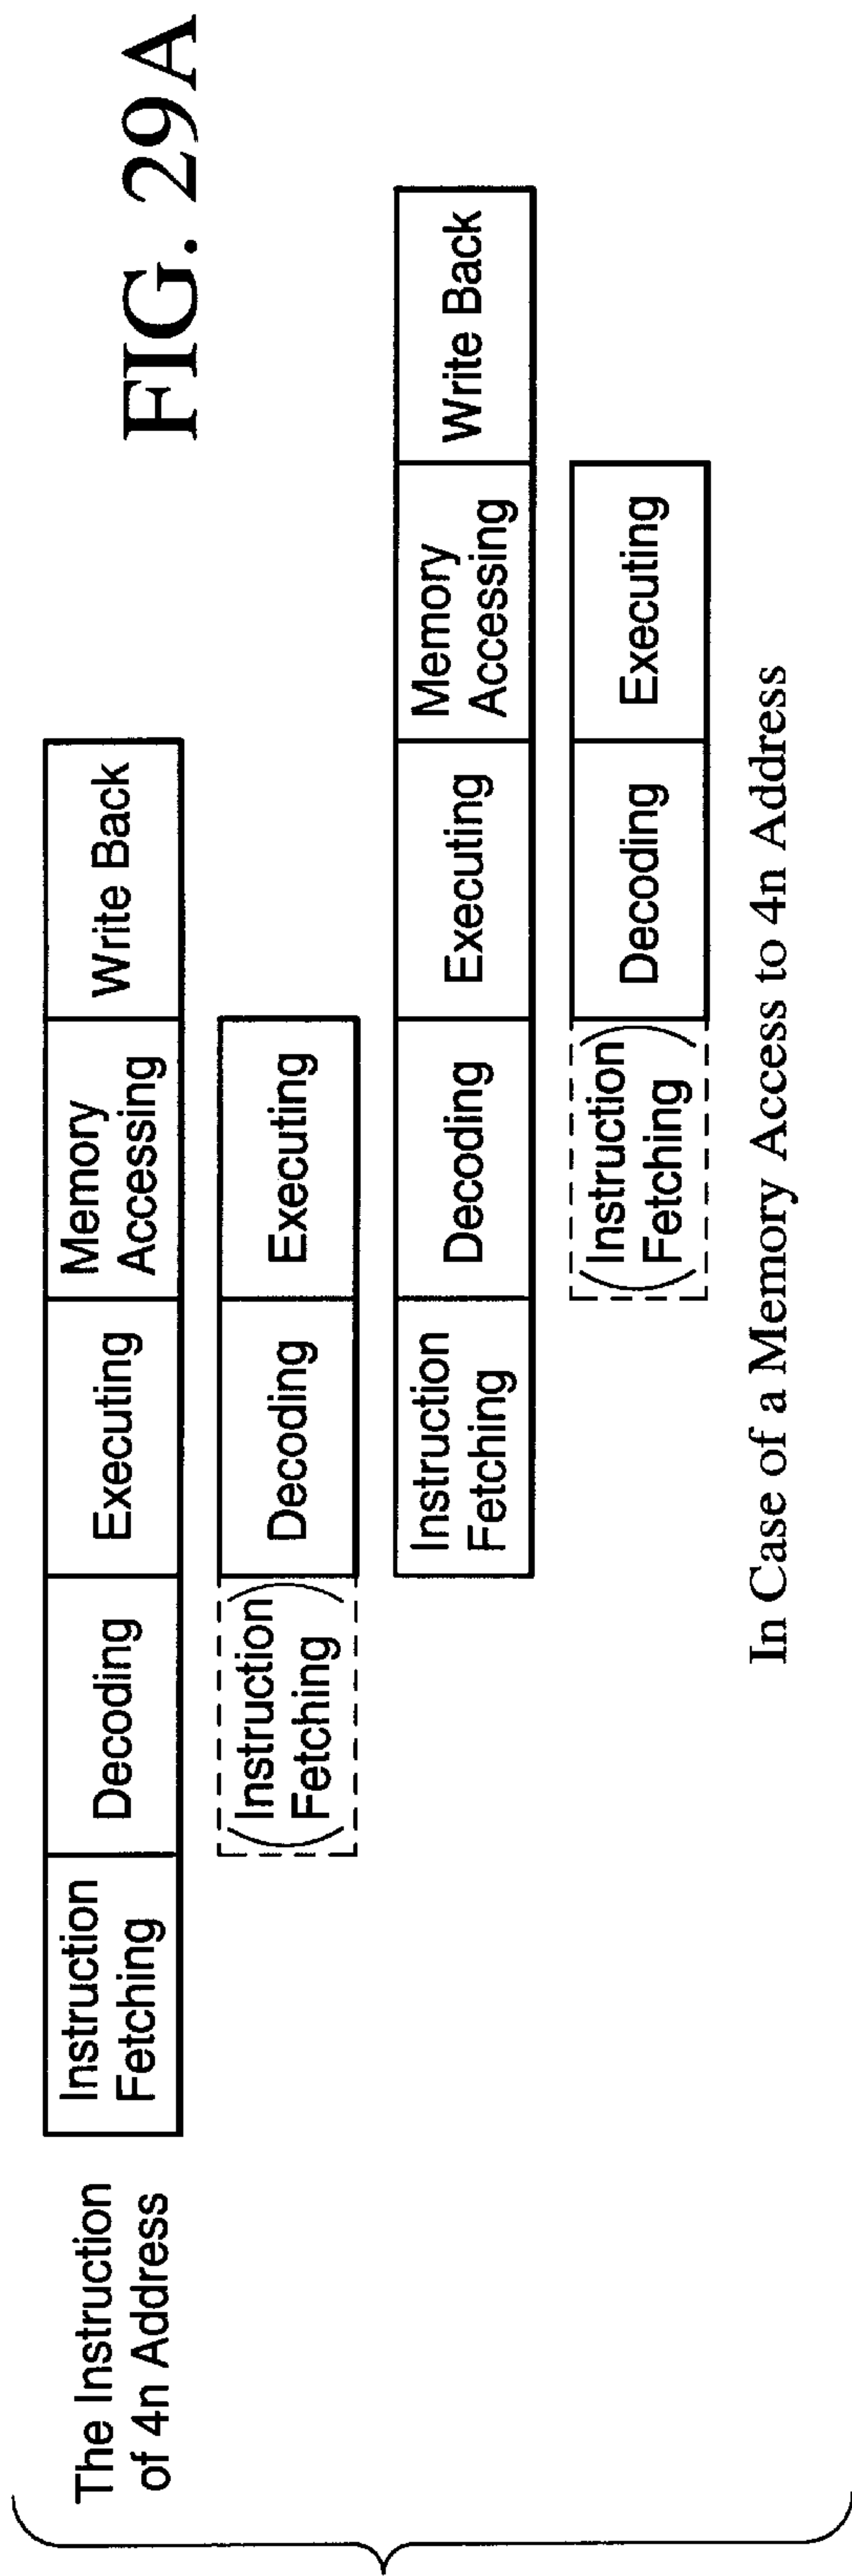 FIG. 29A
The Instruction
of 4n Address
Instruction
Fetching
Decoding
Executing
Memory
Accessing
Write Back
(Instruction
Fetching)
Decoding
Executing
Instruction
Fetching
Decoding
Executing
Memory
Accessing
Write Back
(Instruction
Fetching)
Decoding
Executing
In Case of a Memory Access to 4n Address